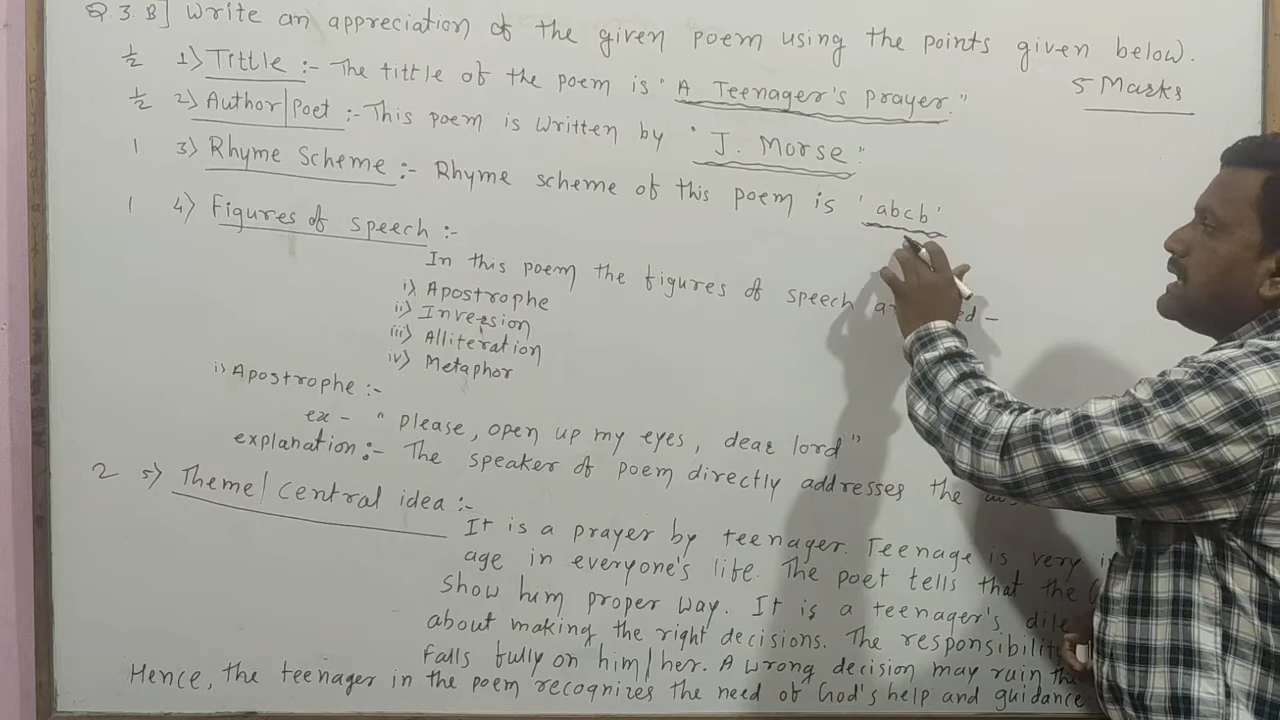 Q.3.B] Write an appreciation of the given poem using the points given below.
5 Marks
½ 1) Tittle :- The tittle of the poem is "A Teenager's prayer."
½ 2) Author/Poet :- This poem is written by "J. Morse."
1 3) Rhyme Scheme :- Rhyme scheme of this poem is 'abcb'
1 4) Figures of speech :-
In this poem the figures of speech
i) Apostrophe
ii) Inversion
iii) Alliteration
iv) Metaphor
i) Apostrophe :-
ex - "please, open up my eyes, dear lord"
explanation :- The speaker of poem directly addresses the
2 5) Theme/central idea :-
It is a prayer by teenager. Teenage is very
age in everyone's life. The poet tells that the
show him proper way. It is a teenager's
about making the right decisions. The
falls fully on him/her. A wrong decision may ruin the
Hence, the teenager in the poem recognizes the need of God's help and guidance